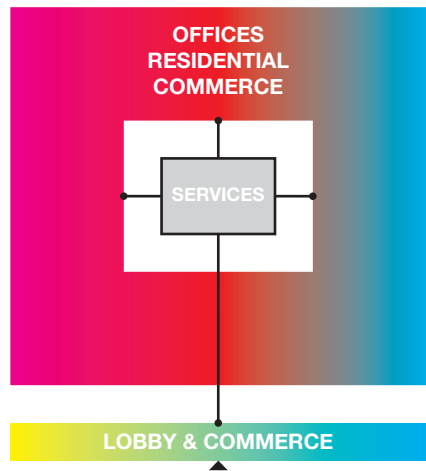 OFFICES
RESIDENTIAL
COMMERCE
SERVICES
LOBBY & COMMERCE